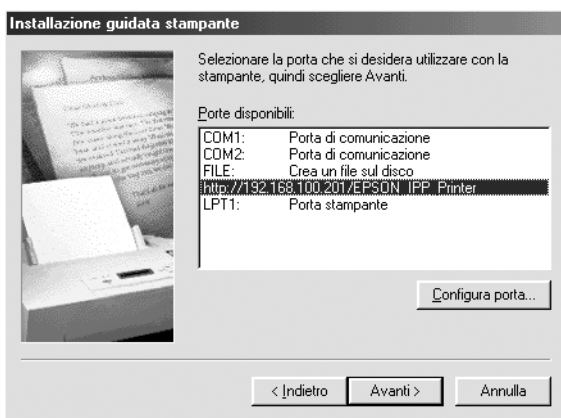 Installazione guidata stampante
Selezionare la porta che si desidera utilizzare con la
stampante, quindi scegliere Avanti.
Porte disponibili:
COM1: Porta di comunicazione
COM2: Porta di comunicazione
FILE: Crea un file sul disco
http://192.168.100.201/EPSON_IPP_Printer
LPT1: Porta stampante
Configura porta...
< Indietro
Avanti >
Annulla